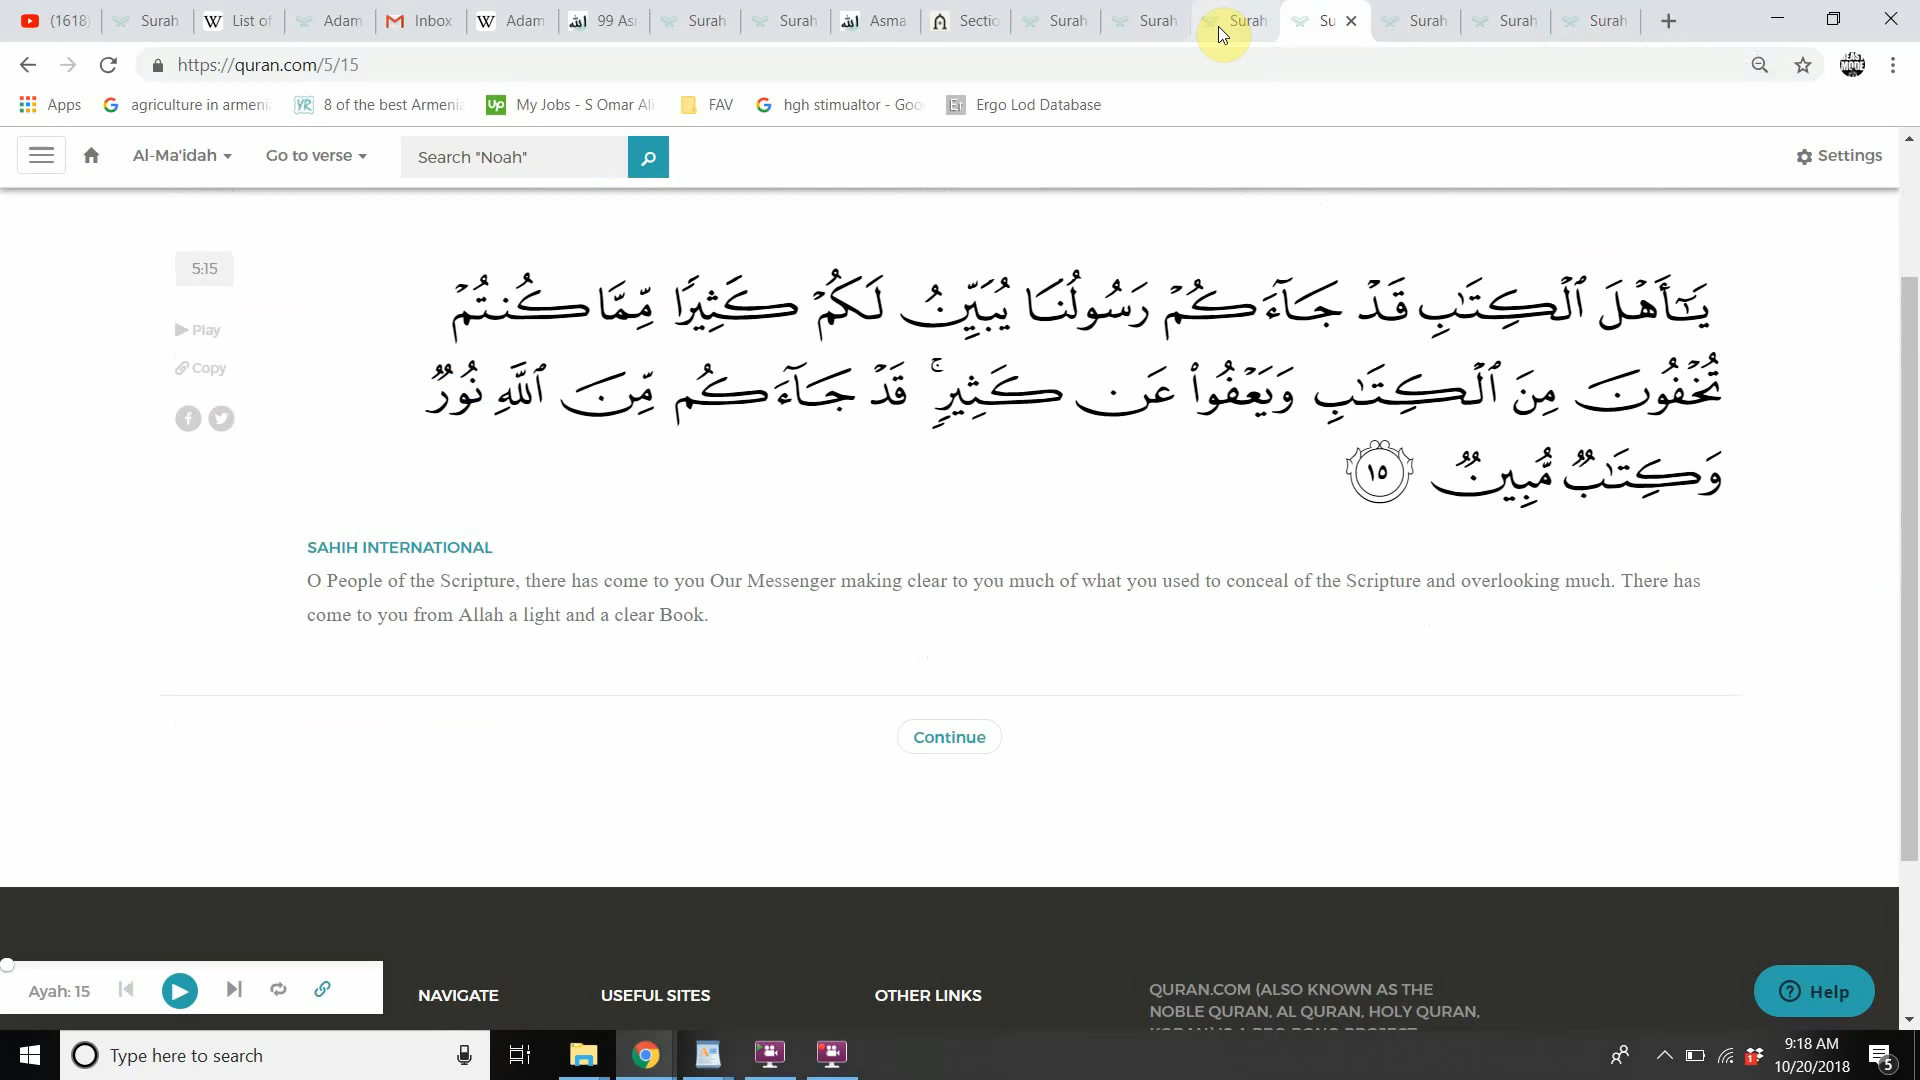 (1618) Surah List of Adam Inbox Adam 99 Asm Surah Surah Asma Sectio Surah Surah Surah Su Surah Surah Surah
https://quran.com/5/15
Apps agriculture in armeni 8 of the best Armenia My Jobs - S Omar Ali FAV hgh stimualtor - Goo Ergo Lod Database
Al-Ma'idah Go to verse Search "Noah" Settings
5:15
يَـٰٓأَهْلَ ٱلْكِتَـٰبِ قَدْ جَآءَكُمْ رَسُولُنَا يُبَيِّنُ لَكُمْ كَثِيرًا مِّمَّا كُنتُمْ
Play
Copy
تُخْفُونَ مِنَ ٱلْكِتَـٰبِ وَيَعْفُوا۟ عَن كَثِيرٍ ۚ قَدْ جَآءَكُم مِّنَ ٱللَّهِ نُورٌ
وَكِتَـٰبٌ مُّبِينٌ ١٥
SAHIH INTERNATIONAL
O People of the Scripture, there has come to you Our Messenger making clear to you much of what you used to conceal of the Scripture and overlooking much. There has
come to you from Allah a light and a clear Book.
Continue
Ayah: 15
NAVIGATE USEFUL SITES OTHER LINKS
QURAN.COM (ALSO KNOWN AS THE
NOBLE QURAN, AL QURAN, HOLY QURAN,
Help
Type here to search
9:18 AM
10/20/2018
5